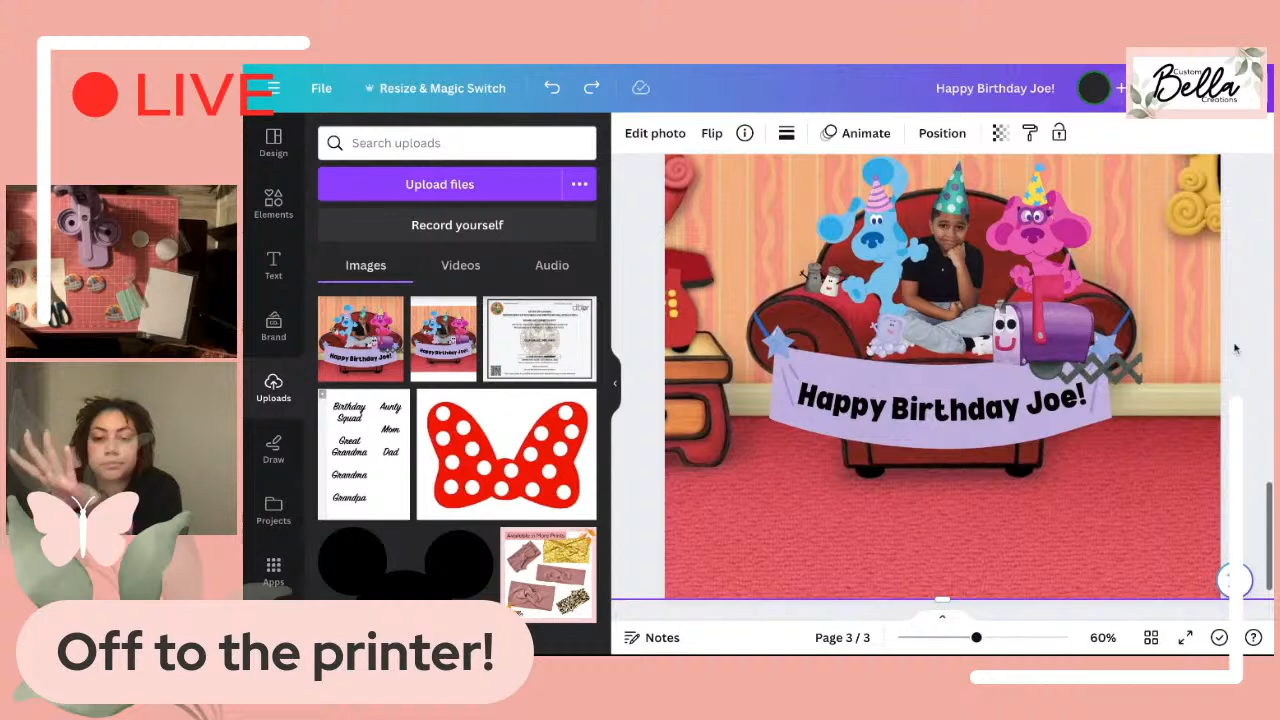 LIVE
File
Resize & Magic Switch
Happy Birthday Joe!
+
Custom
Bella
Creations
Design
Elements
Text
Brand
Uploads
Draw
Projects
Apps
Search uploads
Upload files
Record yourself
Images
Videos
Audio
Happy Birthday Joe!
Happy Birthday Joe!
Birthday
Squad
Aunty
Mom
Great
Grandma
Dad
Grandma
Grandpa
Available in More Prints
Edit photo
Flip
Animate
Position
Happy Birthday Joe!
Notes
Page 3 / 3
60%
Off to the printer!